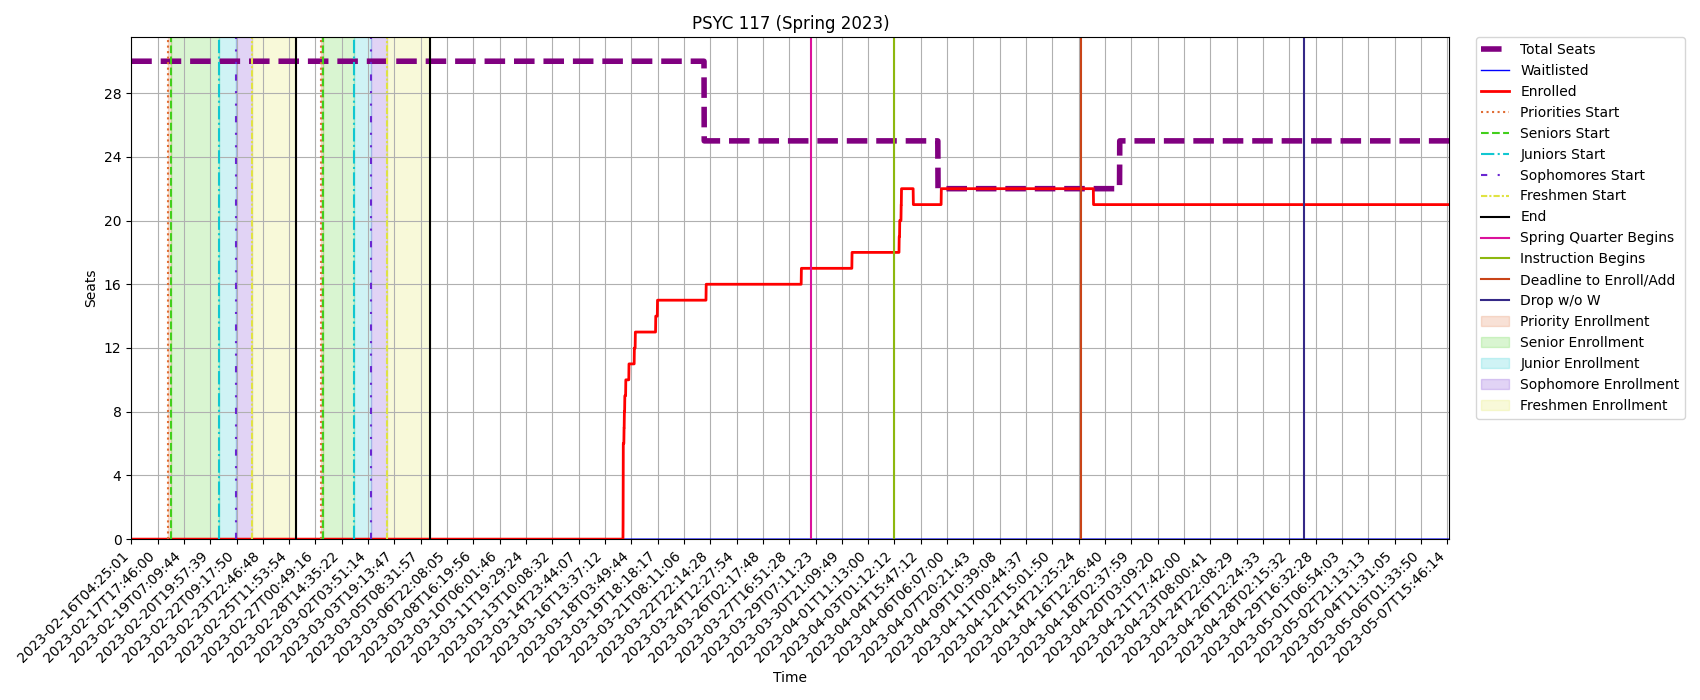 PSYC 117 (Spring 2023)
Seats
28
24
20
16
12
8
4
0
2023-02-16T04:25:01
2023-02-17T17:46:00
2023-02-19T07:09:44
2023-02-20T19:57:39
2023-02-22T09:17:50
2023-02-23T22:46:48
2023-02-25T11:53:54
2023-02-27T00:49:16
2023-02-28T14:35:22
2023-03-02T03:51:14
2023-03-03T19:13:47
2023-03-05T08:31:57
2023-03-06T22:08:05
2023-03-08T16:19:56
2023-03-10T06:01:46
2023-03-11T19:29:24
2023-03-13T10:08:32
2023-03-14T23:44:07
2023-03-16T13:37:12
2023-03-18T03:49:44
2023-03-19T18:18:17
2023-03-21T08:11:06
2023-03-22T22:14:28
2023-03-24T12:27:54
2023-03-26T02:17:48
2023-03-27T16:51:28
2023-03-29T07:11:23
2023-03-30T21:09:49
2023-04-01T11:13:00
2023-04-03T01:12:12
2023-04-04T15:47:12
2023-04-06T06:07:00
2023-04-07T20:21:43
2023-04-09T10:39:08
2023-04-11T00:44:37
2023-04-12T15:01:50
2023-04-14T21:25:24
2023-04-16T12:26:40
2023-04-18T02:37:59
2023-04-20T03:09:20
2023-04-21T17:42:00
2023-04-23T08:00:41
2023-04-24T22:08:29
2023-04-26T12:24:33
2023-04-28T02:15:32
2023-04-29T16:32:28
2023-05-01T06:54:03
2023-05-02T21:13:13
2023-05-04T11:31:05
2023-05-06T01:33:50
2023-05-07T15:46:14
Time
Total Seats
Waitlisted
Enrolled
Priorities Start
Seniors Start
Juniors Start
Sophomores Start
Freshmen Start
End
Spring Quarter Begins
Instruction Begins
Deadline to Enroll/Add
Drop w/o W
Priority Enrollment
Senior Enrollment
Junior Enrollment
Sophomore Enrollment
Freshmen Enrollment